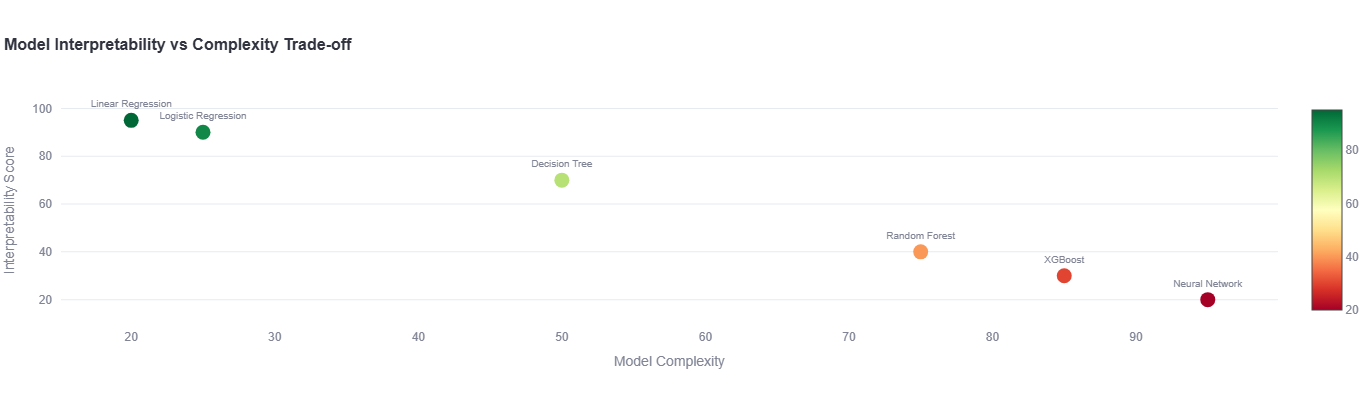 Model Interpretability vs Complexity Trade-off
Interpretability Score
100
80
60
40
20
Linear Regression
Logistic Regression
Decision Tree
Random Forest
XGBoost
Neural Network
20
30
40
50
60
70
80
90
Model Complexity
80
60
40
20